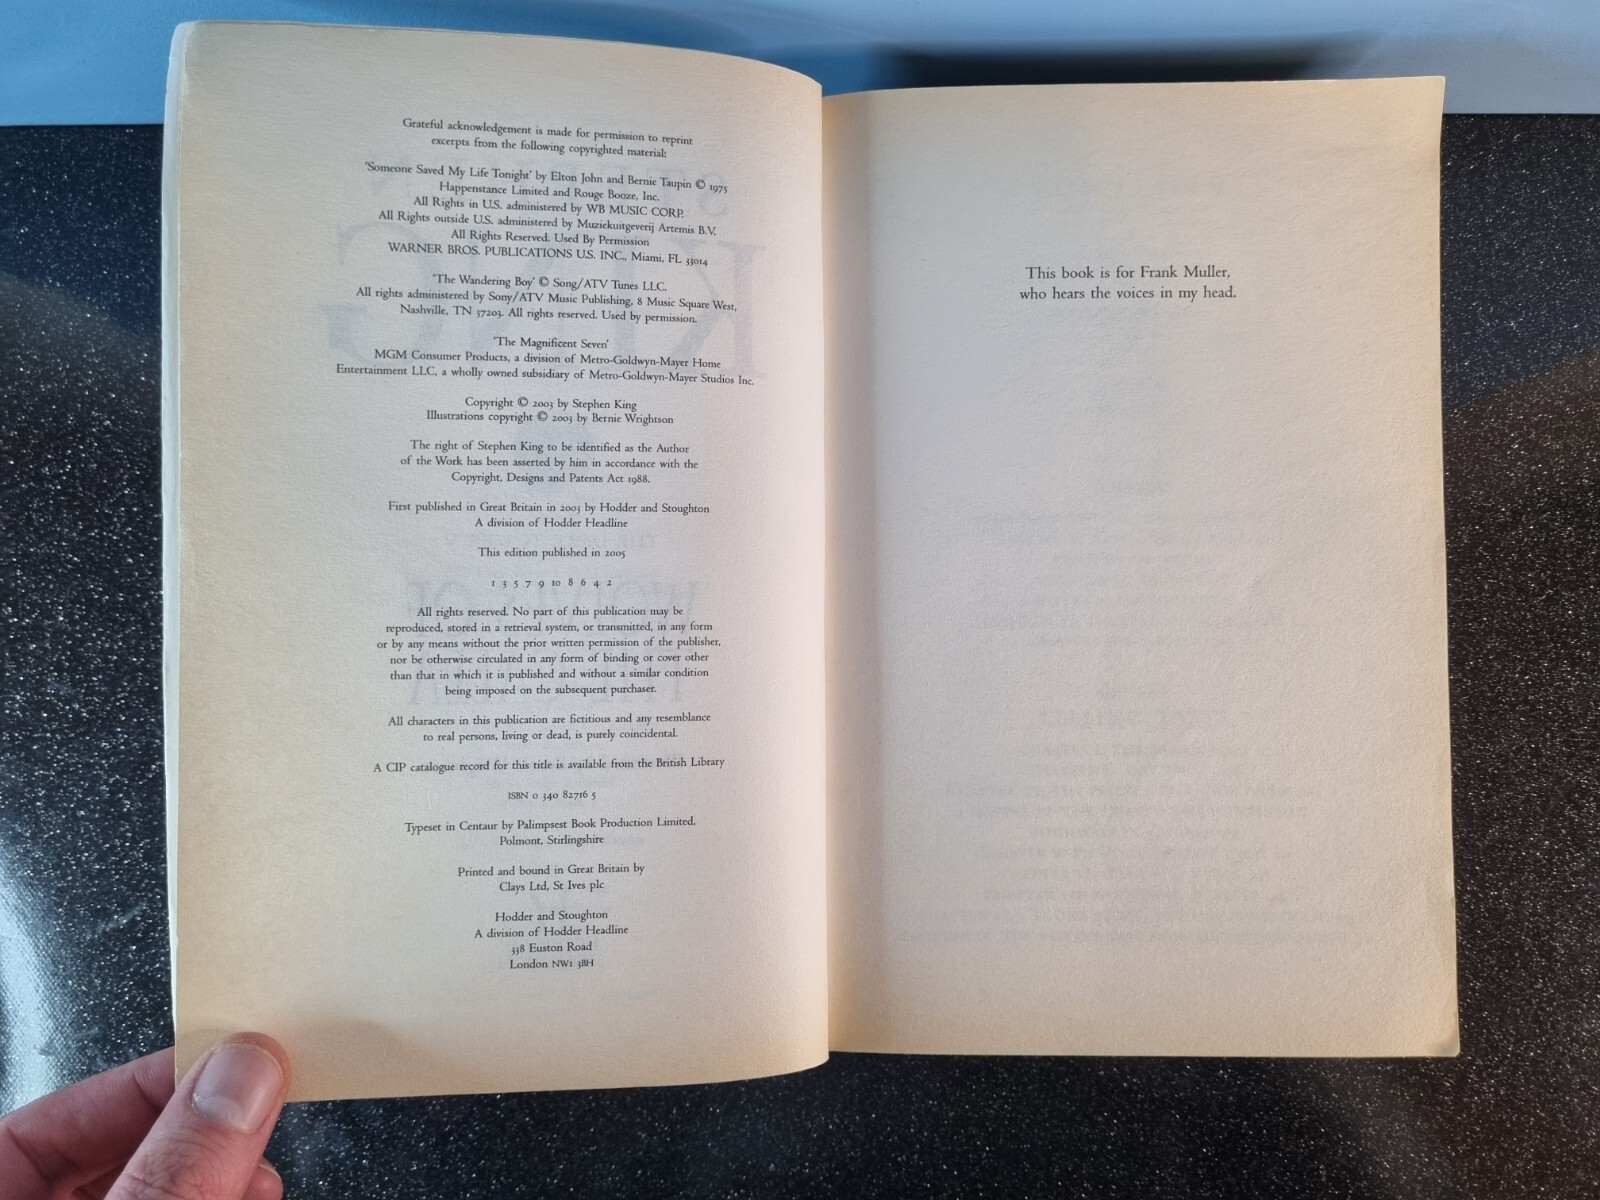 Grateful acknowledgement is made for permission to reprint
excerpts from the following copyrighted material:
'Someone Saved My Life Tonight' by Elton John and Bernie Taupin © 1975
Happenstance Limited and Rouge Booze, Inc.
All Rights in U.S. administered by WB MUSIC CORP.
All Rights outside U.S. administered by Muziekuitgeverij Artemis B.V.
All Rights Reserved. Used By Permission
WARNER BROS. PUBLICATIONS U.S. INC., Miami, FL 33014
'The Wandering Boy' © Song/ATV Tunes LLC.
All rights administered by Sony/ATV Music Publishing, 8 Music Square West,
Nashville, TN 37203. All rights reserved. Used by permission.
'The Magnificent Seven'
MGM Consumer Products, a division of Metro-Goldwyn-Mayer Home
Entertainment LLC, a wholly owned subsidiary of Metro-Goldwyn-Mayer Studios Inc.
Copyright © 2003 by Stephen King
Illustrations copyright © 2003 by Bernie Wrightson
The right of Stephen King to be identified as the Author
of the Work has been asserted by him in accordance with the
Copyright, Designs and Patents Act 1988.
First published in Great Britain in 2003 by Hodder and Stoughton
A division of Hodder Headline
This edition published in 2005
1 3 5 7 9 10 8 6 4 2
All rights reserved. No part of this publication may be
reproduced, stored in a retrieval system, or transmitted, in any form
or by any means without the prior written permission of the publisher,
nor be otherwise circulated in any form of binding or cover other
than that in which it is published and without a similar condition
being imposed on the subsequent purchaser.
All characters in this publication are fictitious and any resemblance
to real persons, living or dead, is purely coincidental.
A CIP catalogue record for this title is available from the British Library
ISBN 0 340 82716 5
Typeset in Centaur by Palimpsest Book Production Limited,
Polmont, Stirlingshire
Printed and bound in Great Britain by
Clays Ltd, St Ives plc
Hodder and Stoughton
A division of Hodder Headline
338 Euston Road
London NW1 3BH
This book is for Frank Muller,
who hears the voices in my head.